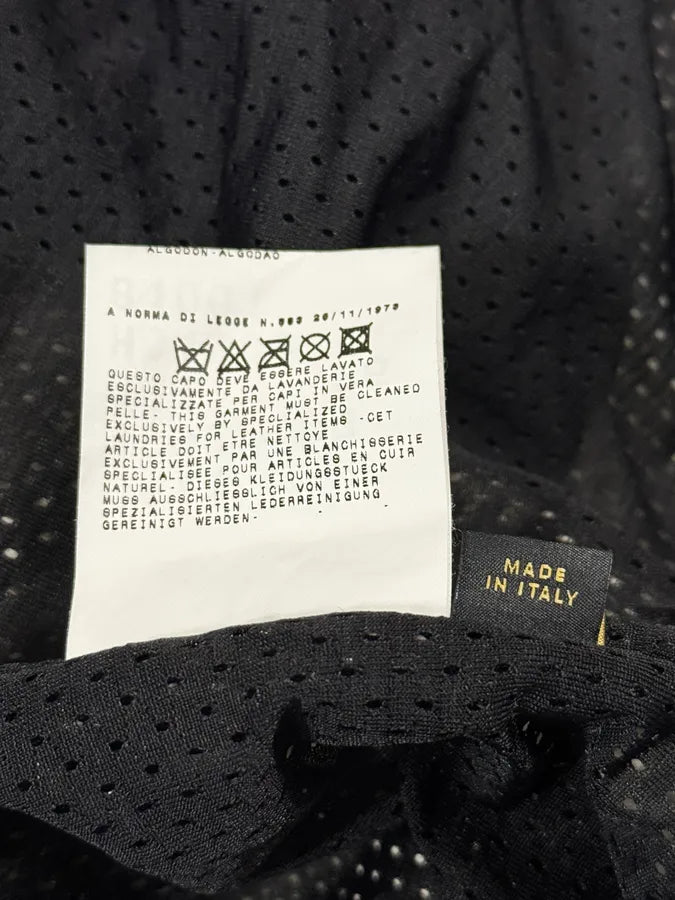 ALGODON-ALGODAO
A NORMA DI LEGGE N.883 26/11/1973
QUESTO CAPO DEVE ESSERE LAVATO
ESCLUSIVAMENTE DA LAVANDERIE
SPECIALIZZATE PER CAPI IN VERA
PELLE- THIS GARMENT MUST BE CLEANED
EXCLUSIVELY BY SPECLIALIZED
LAUNDRIES FOR LEATHER ITEMS -CET
ARTICLE DOIT ETRE NETTOYE
EXCLUSIVEMENT PAR UNE BLANCHISSERIE
SPECLIALISEE POUR ARTICLES EN CUIR
NATUREL- DIESES KLEIDUNGSSTUECK
MUSS AUSSCHLIESSLICH VON EINER
SPEZIALISIERTEN LEDERREINIGUNG
GEREINIGT WERDEN-
MADE
IN ITALY